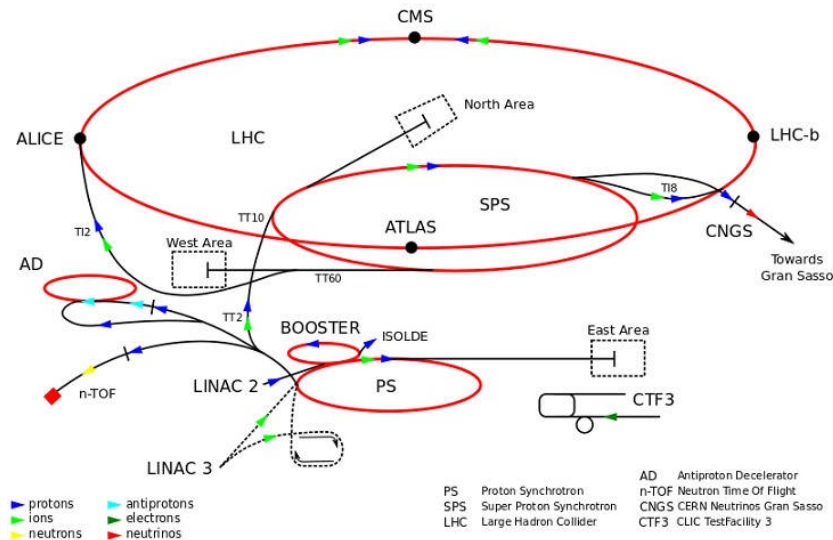 CMS
North Area
ALICE
LHC
LHC-b
TI8
SPS
TT10
ATLAS
CNGS
TI2
West Area
Towards
Gran Sasso
AD
TT60
TT2
BOOSTER
ISOLDE
East Area
n-TOF
LINAC 2
PS
CTF3
LINAC 3
protons
ions
neutrons
antiprotons
electrons
neutrinos
PS Proton Synchrotron
SPS Super Proton Synchrotron
LHC Large Hadron Collider
AD Antiproton Decelerator
n-TOF Neutron Time Of Flight
CNGS CERN Neutrinos Gran Sasso
CTF3 CLIC TestFacility 3